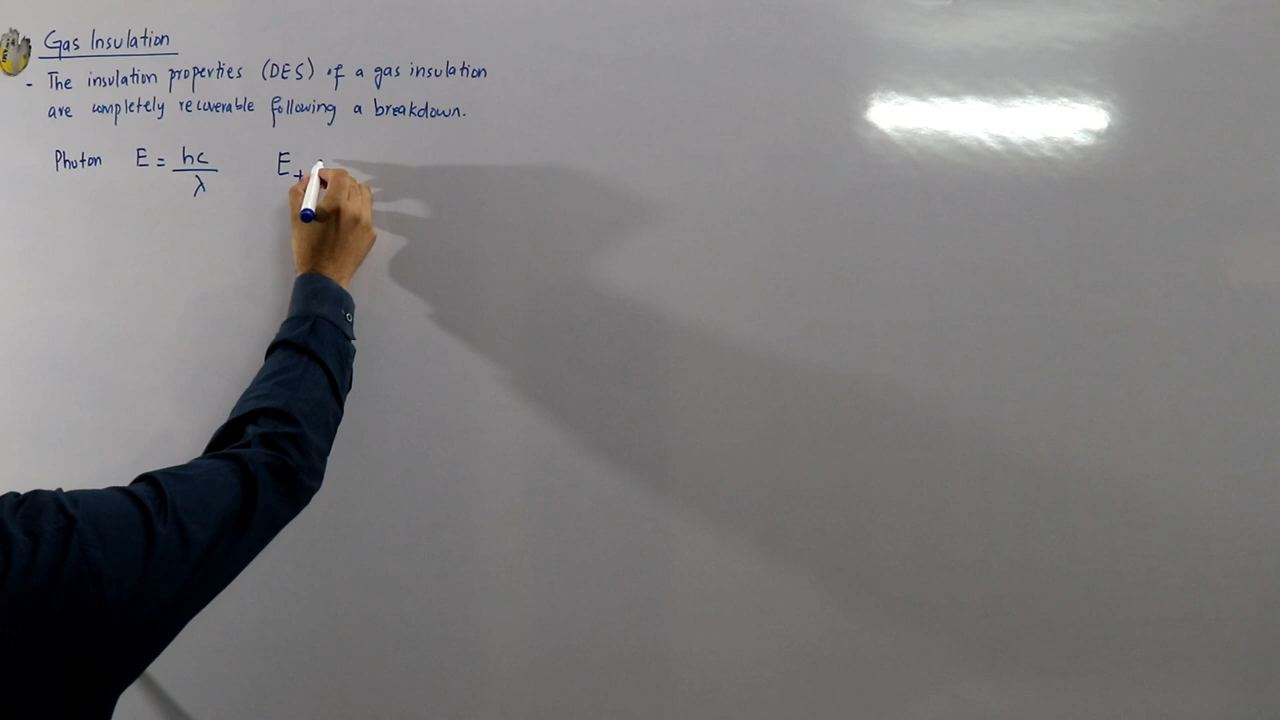 Gas Insulation
- The insulation properties (DES) of a gas insulation
are completely recoverable following a breakdown.
Photon E = hc / λ E+